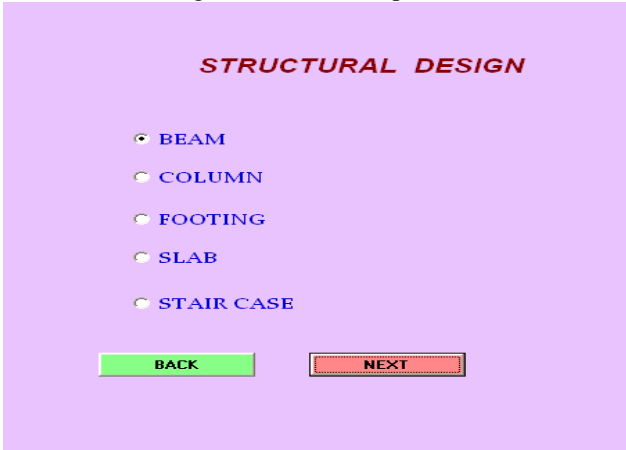 STRUCTURAL DESIGN
BEAM
COLUMN
FOOTING
SLAB
STAIR CASE
BACK NEXT